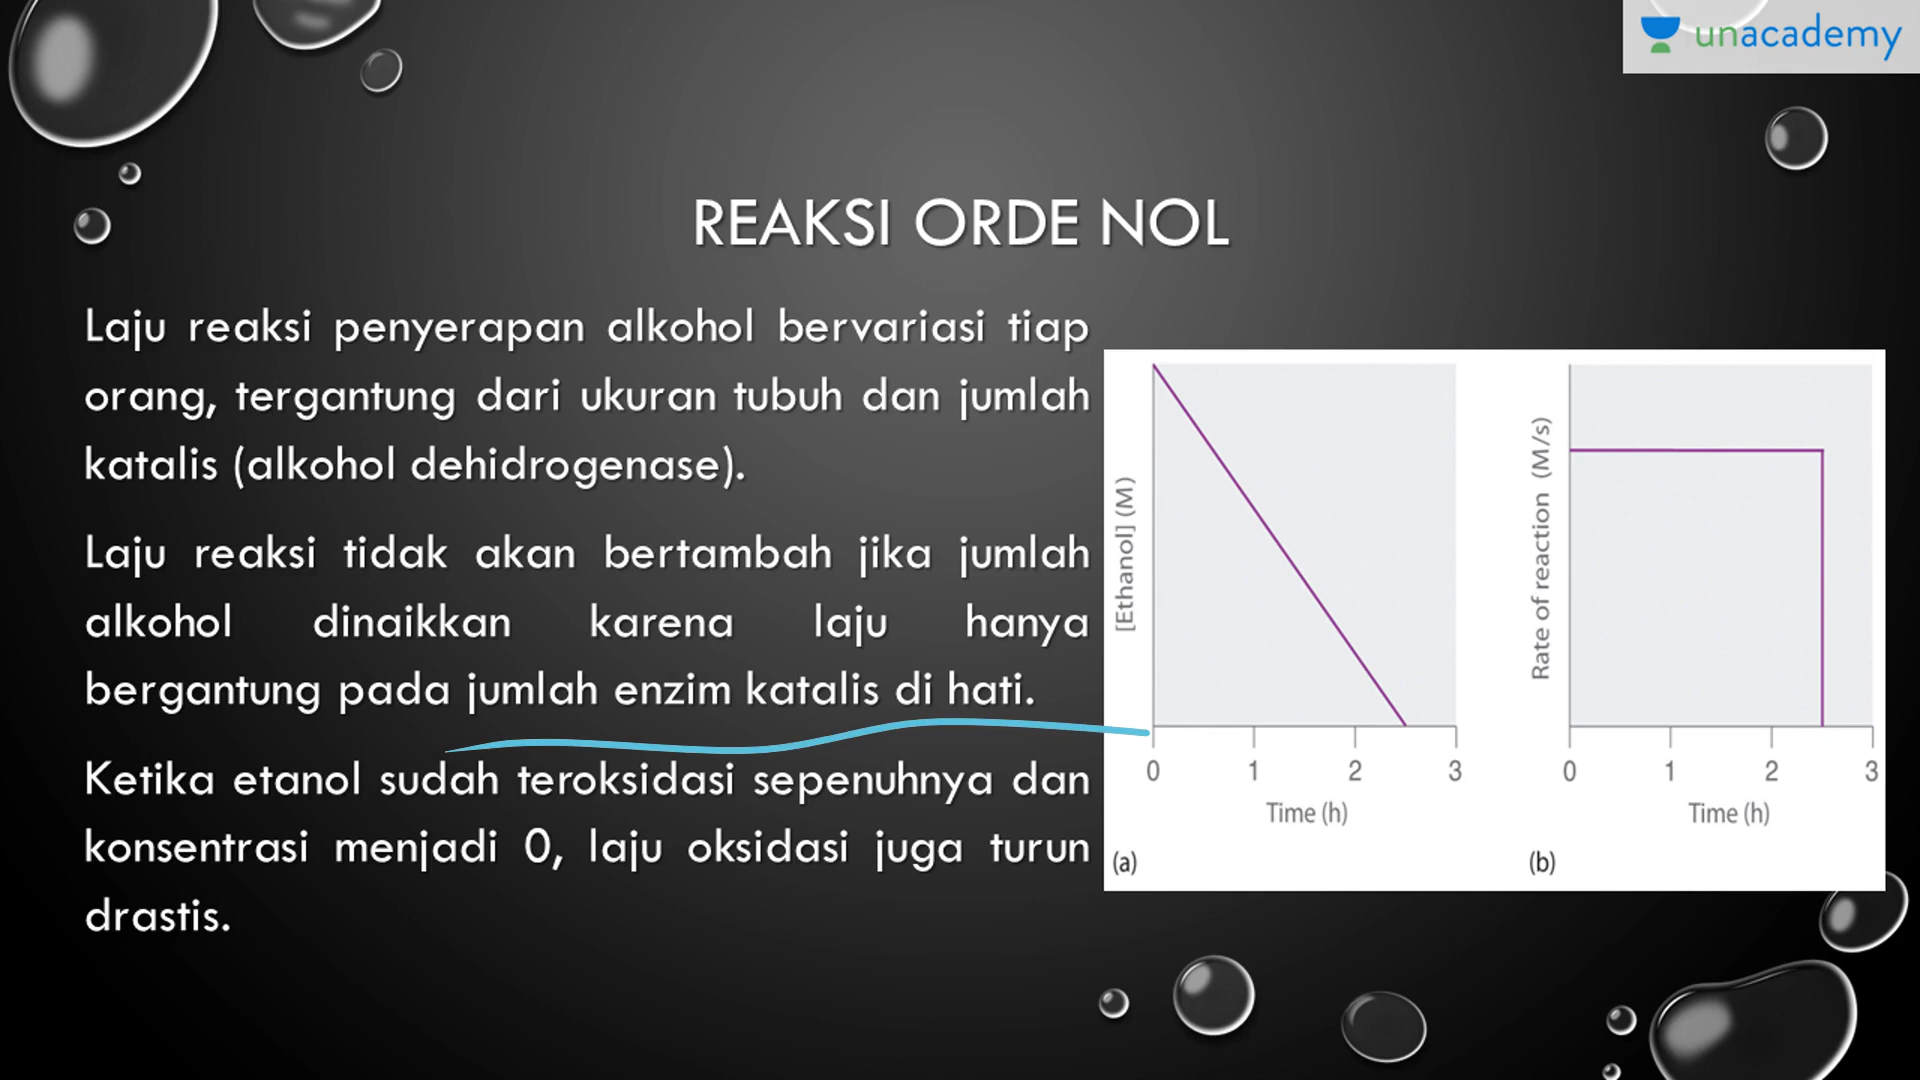 unacademy
REAKSI ORDE NOL
Laju reaksi penyerapan alkohol bervariasi tiap
orang, tergantung dari ukuran tubuh dan jumlah
katalis (alkohol dehidrogenase).
Laju reaksi tidak akan bertambah jika jumlah
alkohol dinaikkan karena laju hanya
bergantung pada jumlah enzim katalis di hati.
Ketika etanol sudah teroksidasi sepenuhnya dan
konsentrasi menjadi 0, laju oksidasi juga turun
drastis.
[Ethanol] (M)
0 1 2 3
Time (h)
(a)
Rate of reaction (M/s)
0 1 2 3
Time (h)
(b)